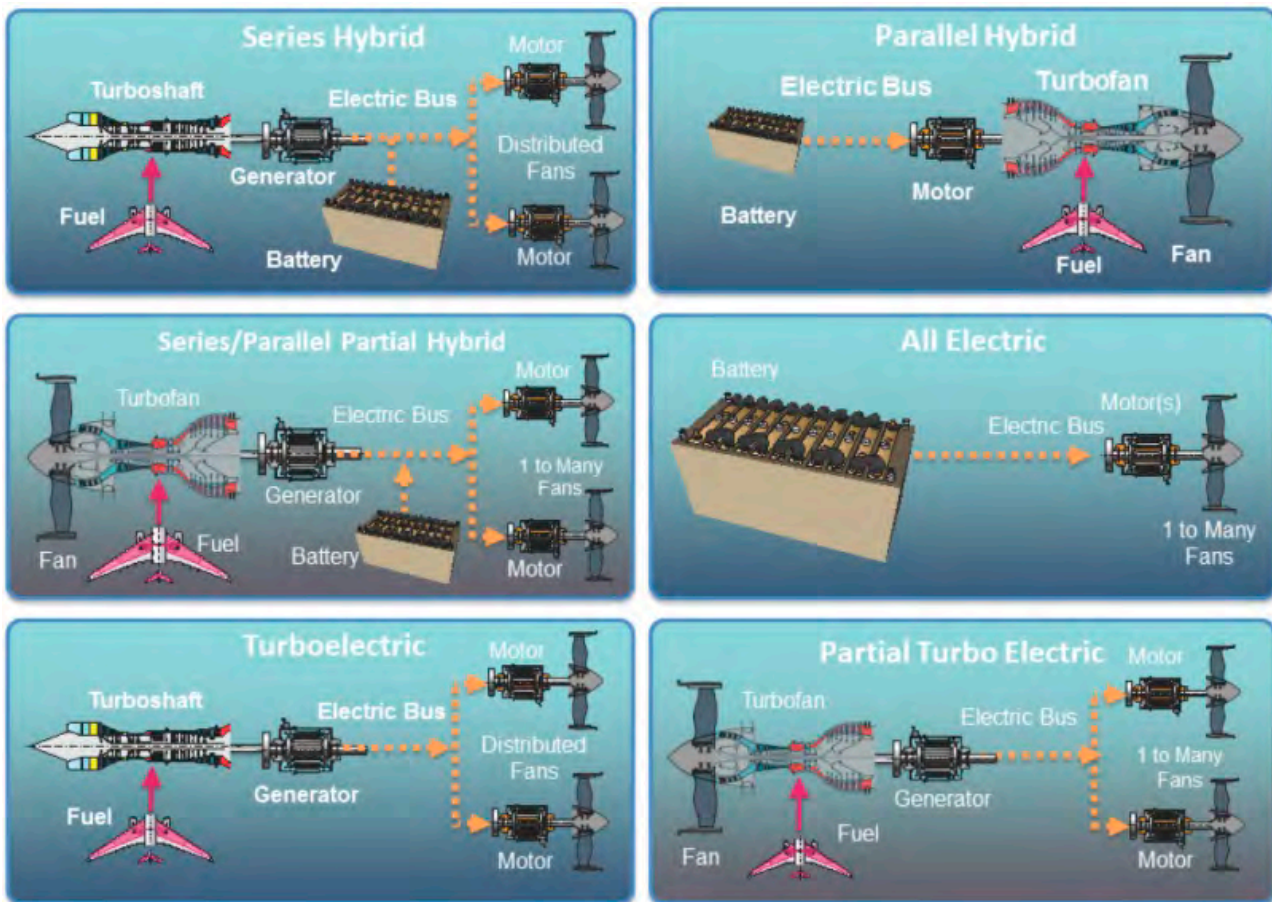 Series Hybrid
Motor
Turboshaft
Electric Bus
Distributed
Fans
Generator
Fuel
Battery
Motor
Parallel Hybrid
Electric Bus
Turbofan
Motor
Battery
Fuel
Fan
Series/Parallel Partial Hybrid
Motor
Turbofan
Electric Bus
1 to Many
Fans
Generator
Fan
Fuel
Battery
Motor
All Electric
Battery
Motor(s)
Electric Bus
1 to Many
Fans
Turboelectric
Motor
Turboshaft
Electric Bus
Distributed
Fans
Generator
Fuel
Motor
Partial Turbo Electric
Motor
Turbofan
Electric Bus
1 to Many
Fans
Generator
Fuel
Fan
Motor